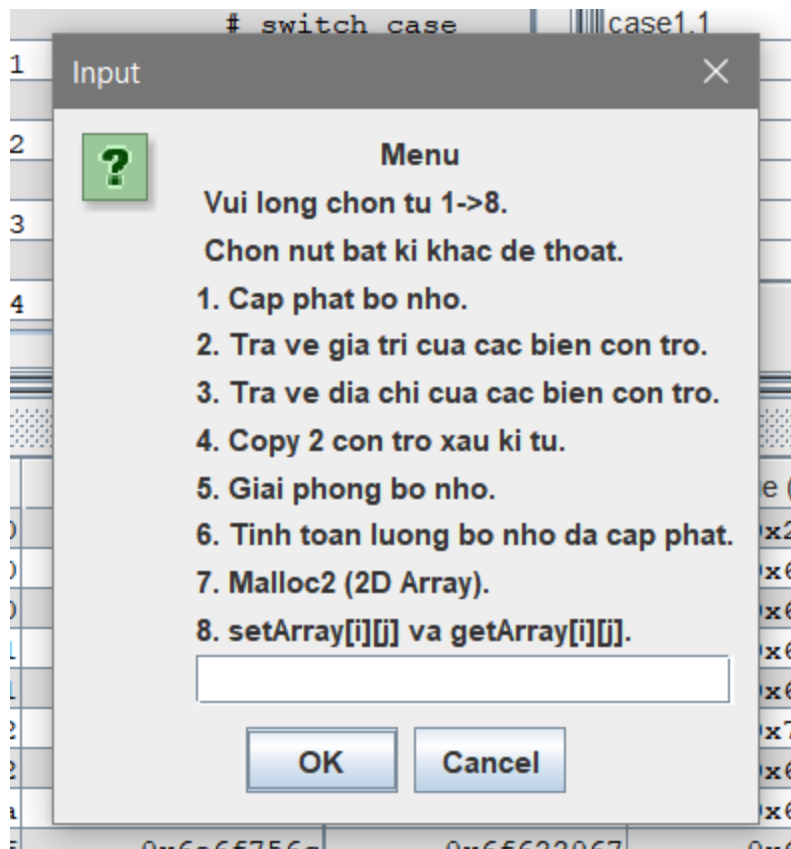 # switch case
case1.1
1
Input
2
Menu
Vui long chon tu 1->8.
3
Chon nut bat ki khac de thoat.
4
1. Cap phat bo nho.
2. Tra ve gia tri cua cac bien con tro.
3. Tra ve dia chi cua cac bien con tro.
4. Copy 2 con tro xau ki tu.
5. Giai phong bo nho.
6. Tinh toan luong bo nho da cap phat.
7. Malloc2 (2D Array).
8. setArray[i][j] va getArray[i][j].
OK
Cancel